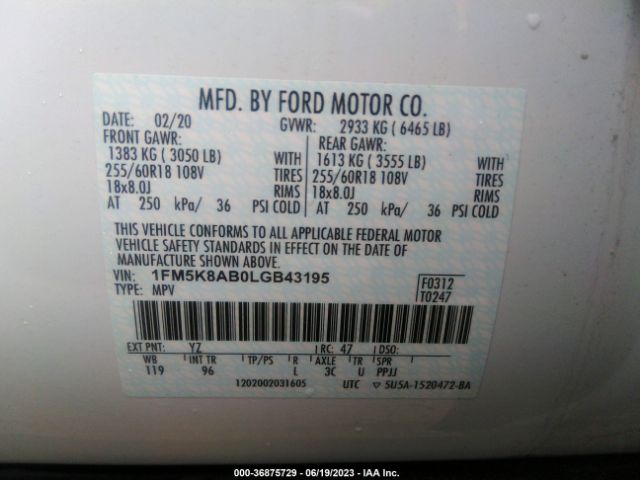 MFD. BY FORD MOTOR CO.
DATE: 02/20 GVWR: 2933 KG ( 6465 LB)
FRONT GAWR: REAR GAWR:
1383 KG ( 3050 LB) WITH 1613 KG ( 3555 LB) WITH
255/60R18 108V TIRES 255/60R18 108V TIRES
18x8.0J RIMS 18x8.0J RIMS
AT 250 kPa/ 36 PSI COLD AT 250 kPa/ 36 PSI COLD
THIS VEHICLE CONFORMS TO ALL APPLICABLE FEDERAL MOTOR
VEHICLE SAFETY STANDARDS IN EFFECT ON THE DATE OF
MANUFACTURE SHOWN ABOVE.
VIN: 1FM5K8AB0LGB43195 F0312
TYPE: MPV T0247
EXT PNT: YZ RC: 47 DSO:
WB INT TR TP/PS R AXLE TR SPR
119 96 L 3C U PPJJ
1202002031605 UTC ▽ 5U5A-1520472-BA
000-36875729 - 06/19/2023 - IAA Inc.